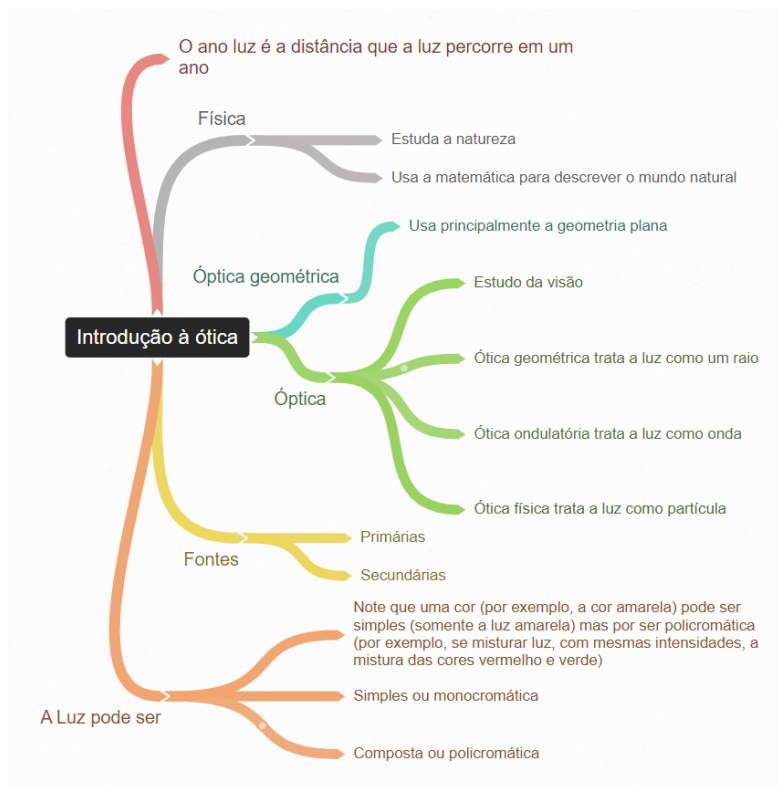 O ano luz é a distância que a luz percorre em um
ano
Física
Estuda a natureza
Usa a matemática para descrever o mundo natural
Usa principalmente a geometria plana
Óptica geométrica
Estudo da visão
Introdução à ótica
Ótica geométrica trata a luz como um raio
Óptica
Ótica ondulatória trata a luz como onda
Ótica física trata a luz como partícula
Fontes
Primárias
Secundárias
Note que uma cor (por exemplo, a cor amarela) pode ser
simples (somente a luz amarela) mas por ser policromática
(por exemplo, se misturar luz, com mesmas intensidades, a
mistura das cores vermelho e verde)
Simples ou monocromática
A Luz pode ser
Composta ou policromática